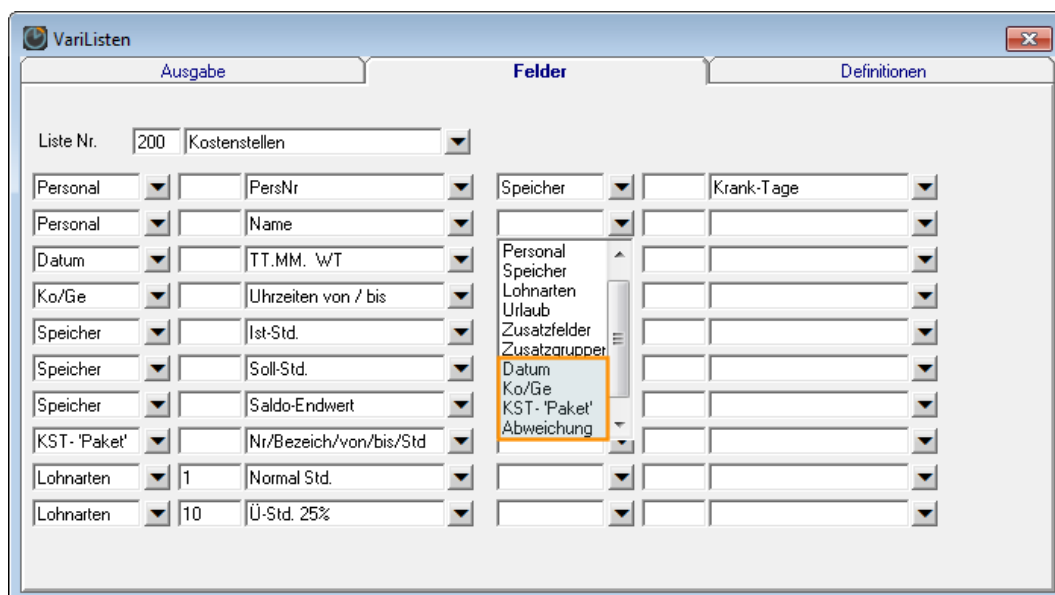 VariListen
Ausgabe Felder Definitionen
Liste Nr. 200 Kostenstellen
Personal PersNr Speicher Krank-Tage
Personal Name
Datum TT.MM. WT
Ko/Ge Uhrzeiten von / bis
Speicher Ist-Std.
Speicher Soll-Std.
Speicher Saldo-Endwert
KST- 'Paket' Nr/Bezeich/von/bis/Std
Lohnarten 1 Normal Std.
Lohnarten 10 Ü-Std. 25%
Personal
Speicher
Lohnarten
Urlaub
Zusatzfelder
Zusatzgrupper
Datum
Ko/Ge
KST- 'Paket'
Abweichung